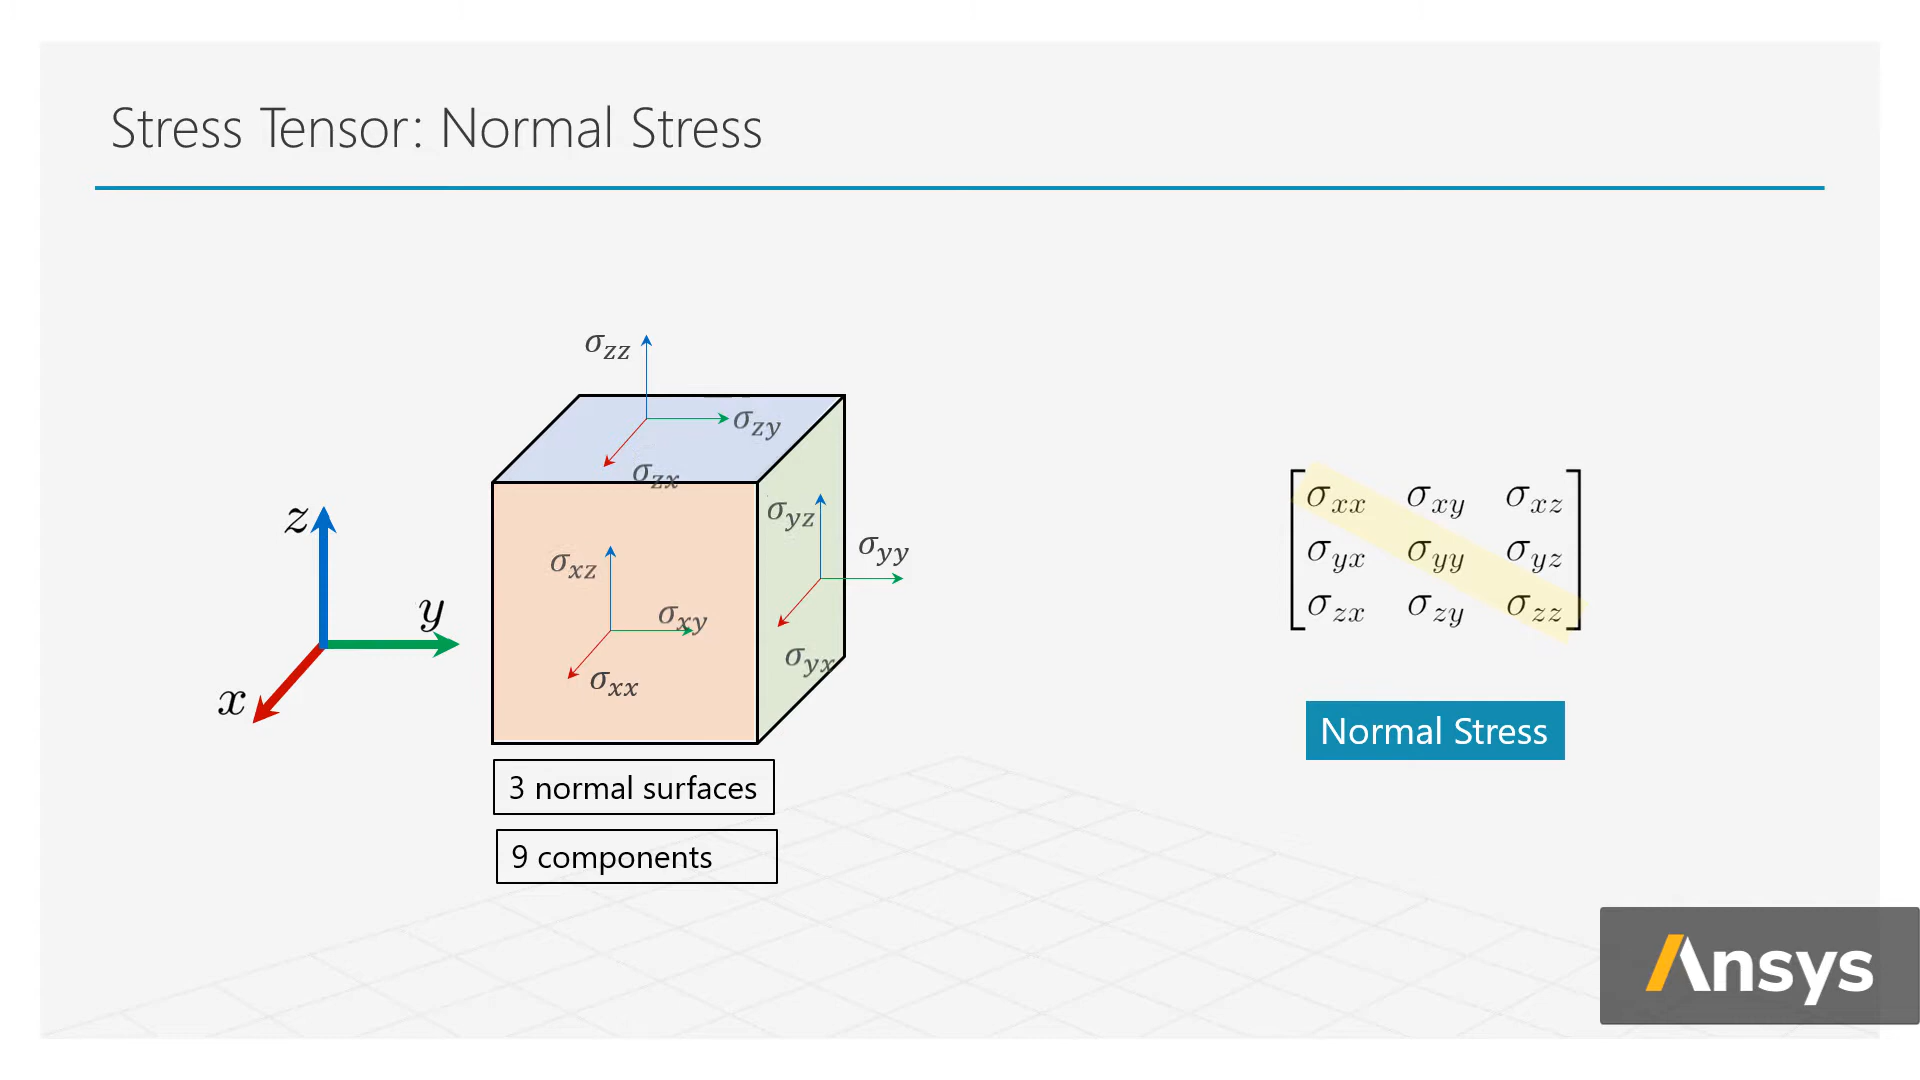 Stress Tensor: Normal Stress
σzz
σzy
σzx
σyz
σyy
σxz
σxy
σyx
σxx
z
y
x
σxx σxy σxz
σyx σyy σyz
σzx σzy σzz
Normal Stress
3 normal surfaces
9 components
Ansys